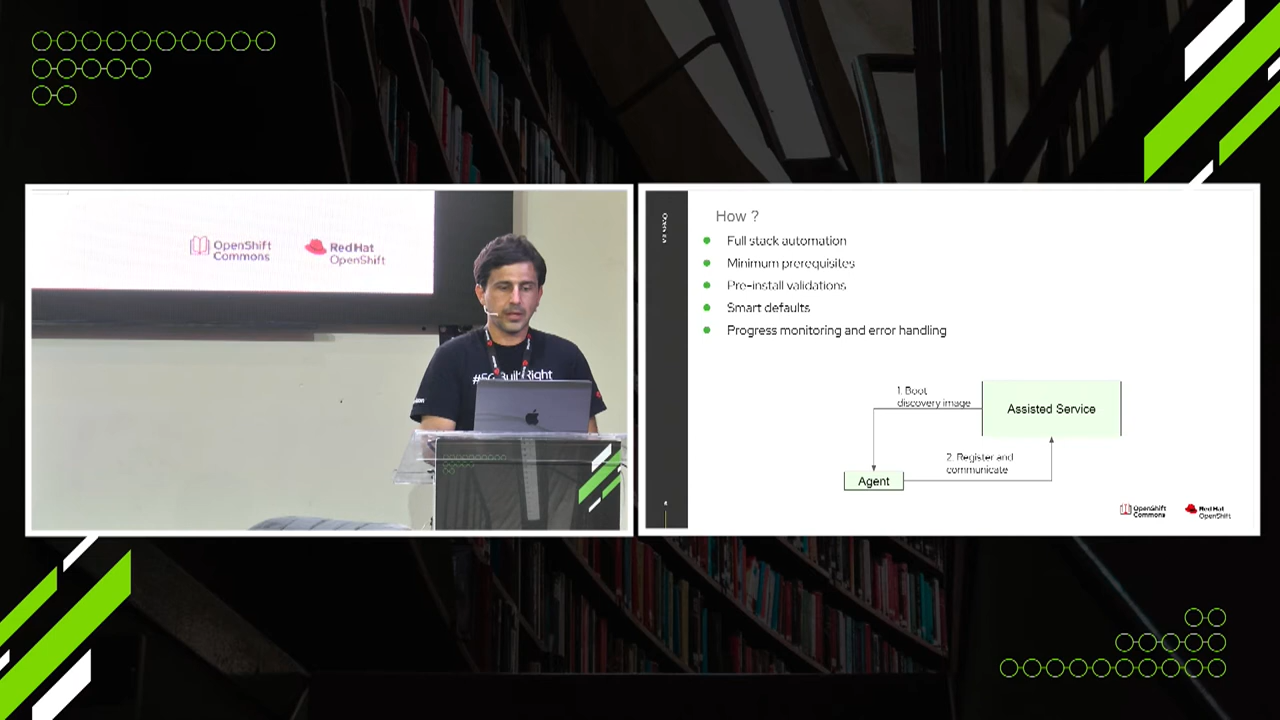 OpenShift
Commons
Red Hat
OpenShift
How ?
Full stack automation
Minimum prerequisites
Pre-install validations
Smart defaults
Progress monitoring and error handling
1. Boot
discovery image
Assisted Service
2. Register and
communicate
Agent
OpenShift
Commons
Red Hat
OpenShift